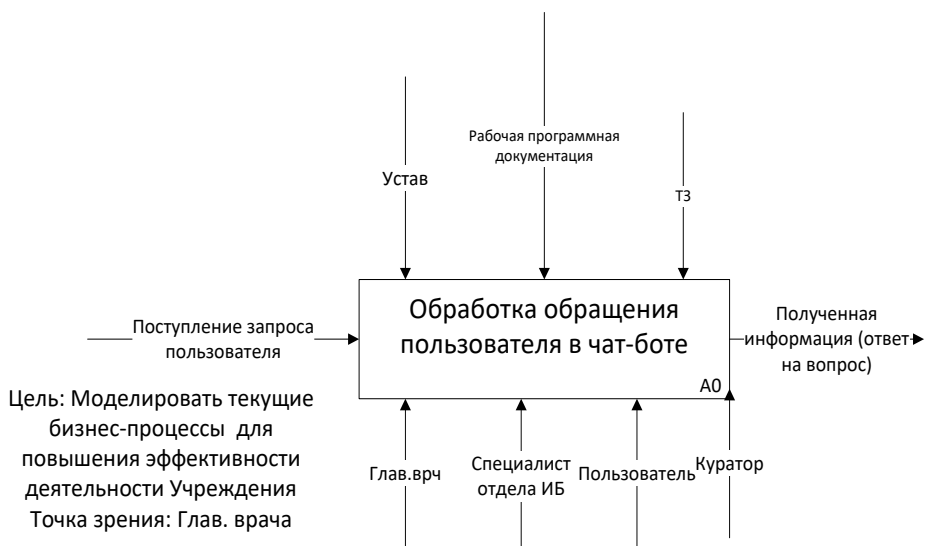 Рабочая программная
документация
Устав
ТЗ
Обработка обращения
пользователя в чат-боте
A0
Поступление запроса
пользователя
Полученная
информация (ответ
на вопрос)
Цель: Моделировать текущие
бизнес-процессы для
повышения эффективности
деятельности Учреждения
Точка зрения: Глав. врача
Глав.врч
Специалист
отдела ИБ
Пользователь
Куратор